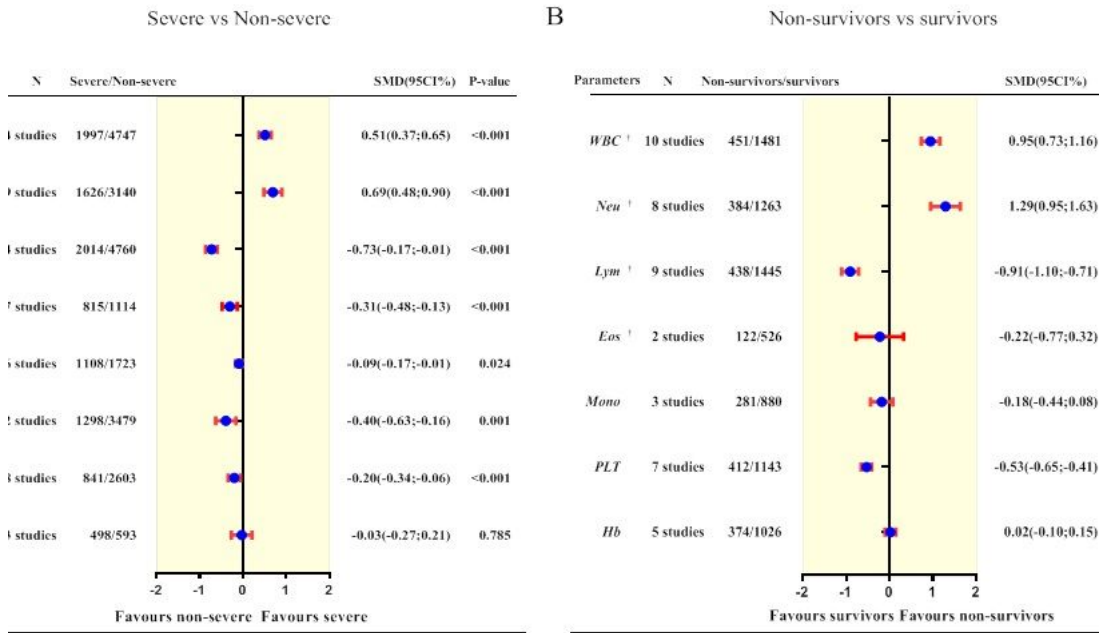 Severe vs Non-severe
N Severe/Non-severe SMD(95CI%) P-value
studies 1997/4747 0.51(0.37;0.65) <0.001
studies 1626/3140 0.69(0.48;0.90) <0.001
studies 2014/4760 -0.73(-0.17;-0.01) <0.001
studies 815/1114 -0.31(-0.48;-0.13) <0.001
studies 1108/1723 -0.09(-0.17;-0.01) 0.024
studies 1298/3479 -0.40(-0.63;-0.16) 0.001
studies 841/2603 -0.20(-0.34;-0.06) <0.001
studies 498/593 -0.03(-0.27;0.21) 0.785
-2 -1 0 1 2
Favours non-severe Favours severe
B
Non-survivors vs survivors
Parameters N Non-survivors/survivors SMD(95CI%)
WBC † 10 studies 451/1481 0.95(0.73;1.16)
Neu † 8 studies 384/1263 1.29(0.95;1.63)
Lym † 9 studies 438/1445 -0.91(-1.10;-0.71)
Eos † 2 studies 122/526 -0.22(-0.77;0.32)
Mono 3 studies 281/880 -0.18(-0.44;0.08)
PLT 7 studies 412/1143 -0.53(-0.65;-0.41)
Hb 5 studies 374/1026 0.02(-0.10;0.15)
-2 -1 0 1 2
Favours survivors Favours non-survivors